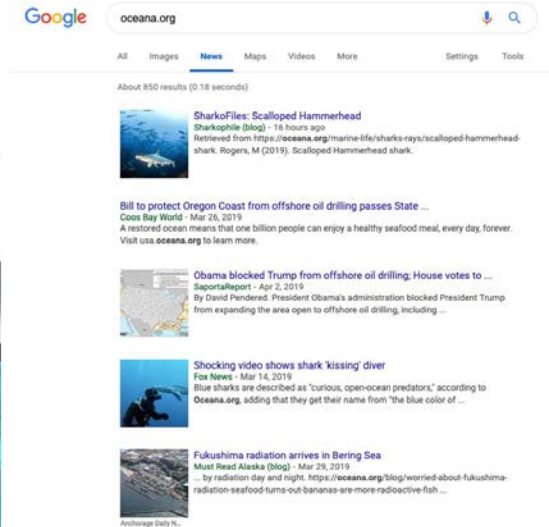 Google
oceana.org
All Images News Maps Videos More Settings Tools
About 850 results (0.18 seconds)
SharkoFiles: Scalloped Hammerhead
Sharkophile (blog) - 16 hours ago
Retrieved from https://oceana.org/marine-life/sharks-rays/scalloped-hammerhead-
shark. Rogers, M (2019). Scalloped Hammerhead shark.
Bill to protect Oregon Coast from offshore oil drilling passes State ...
Coos Bay World - Mar 26, 2019
A restored ocean means that one billion people can enjoy a healthy seafood meal, every day, forever.
Visit usa.oceana.org to learn more.
Obama blocked Trump from offshore oil drilling; House votes to ...
SaportaReport - Apr 2, 2019
By David Pendered. President Obama's administration blocked President Trump
from expanding the area open to offshore oil drilling, including ...
Shocking video shows shark 'kissing' diver
Fox News - Mar 14, 2019
Blue sharks are described as "curious, open-ocean predators," according to
Oceana.org, adding that they get their name from "the blue color of ...
Fukushima radiation arrives in Bering Sea
Must Read Alaska (blog) - Mar 29, 2019
... by radiation day and night. https://oceana.org/blog/worried-about-fukushima-
radiation-seafood-turns-out-bananas-are-more-radioactive-fish ...
Anchorage Daily N...